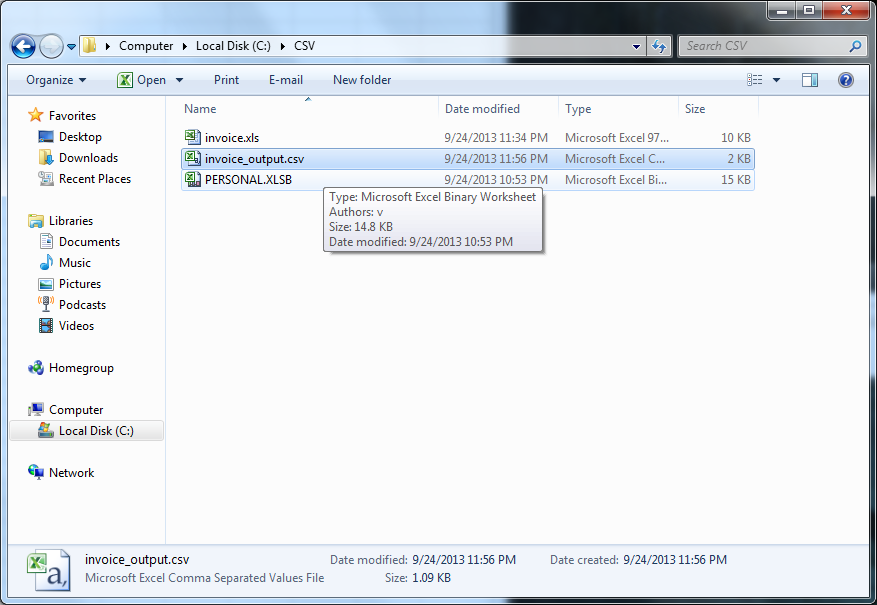 Computer Local Disk (C:) CSV
Search CSV
Organize Open Print E-mail New folder
Name Date modified Type Size
invoice.xls 9/24/2013 11:34 PM Microsoft Excel 97... 10 KB
invoice_output.csv 9/24/2013 11:56 PM Microsoft Excel C... 2 KB
PERSONAL.XLSB 9/24/2013 10:53 PM Microsoft Excel Bi... 15 KB
Type: Microsoft Excel Binary Worksheet
Authors: v
Size: 14.8 KB
Date modified: 9/24/2013 10:53 PM
Favorites
Desktop
Downloads
Recent Places
Libraries
Documents
Music
Pictures
Podcasts
Videos
Homegroup
Computer
Local Disk (C:)
Network
invoice_output.csv Date modified: 9/24/2013 11:56 PM Date created: 9/24/2013 11:56 PM
Microsoft Excel Comma Separated Values File Size: 1.09 KB